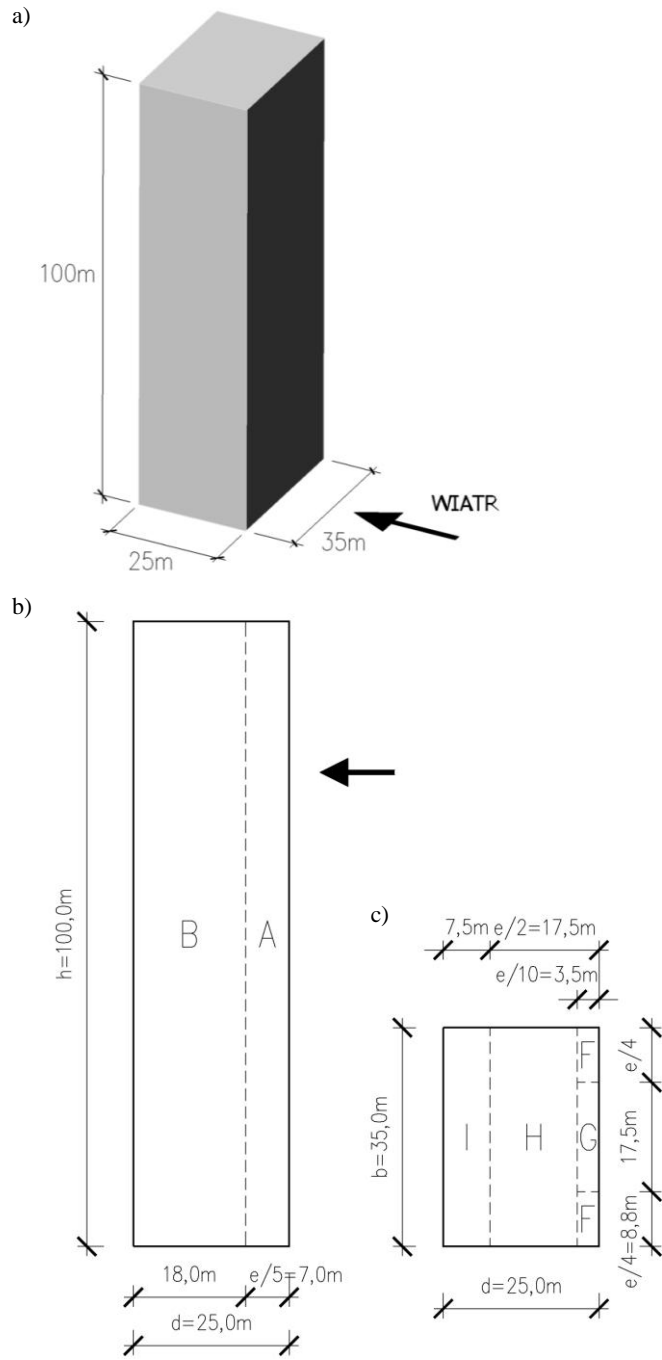 a)
100m
WIATR
35m
25m
b)
h=100,0m
B
A
18,0m
e/5=7,0m
d=25,0m
c)
7,5m
e/2=17,5m
e/10=3,5m
b=35,0m
I
H
F
G
F
e/4
17,5m
e/4=8,8m
d=25,0m